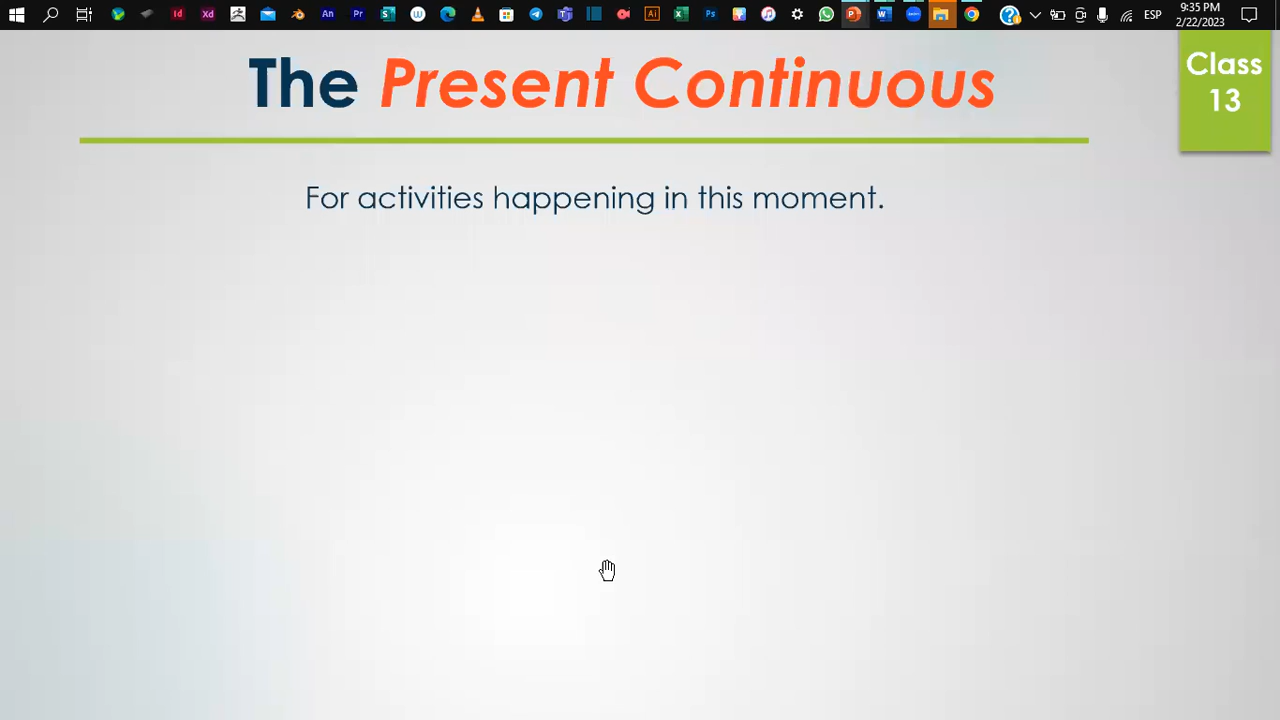 9:35 PM
ESP
2/22/2023
The Present Continuous
Class
13
For activities happening in this moment.